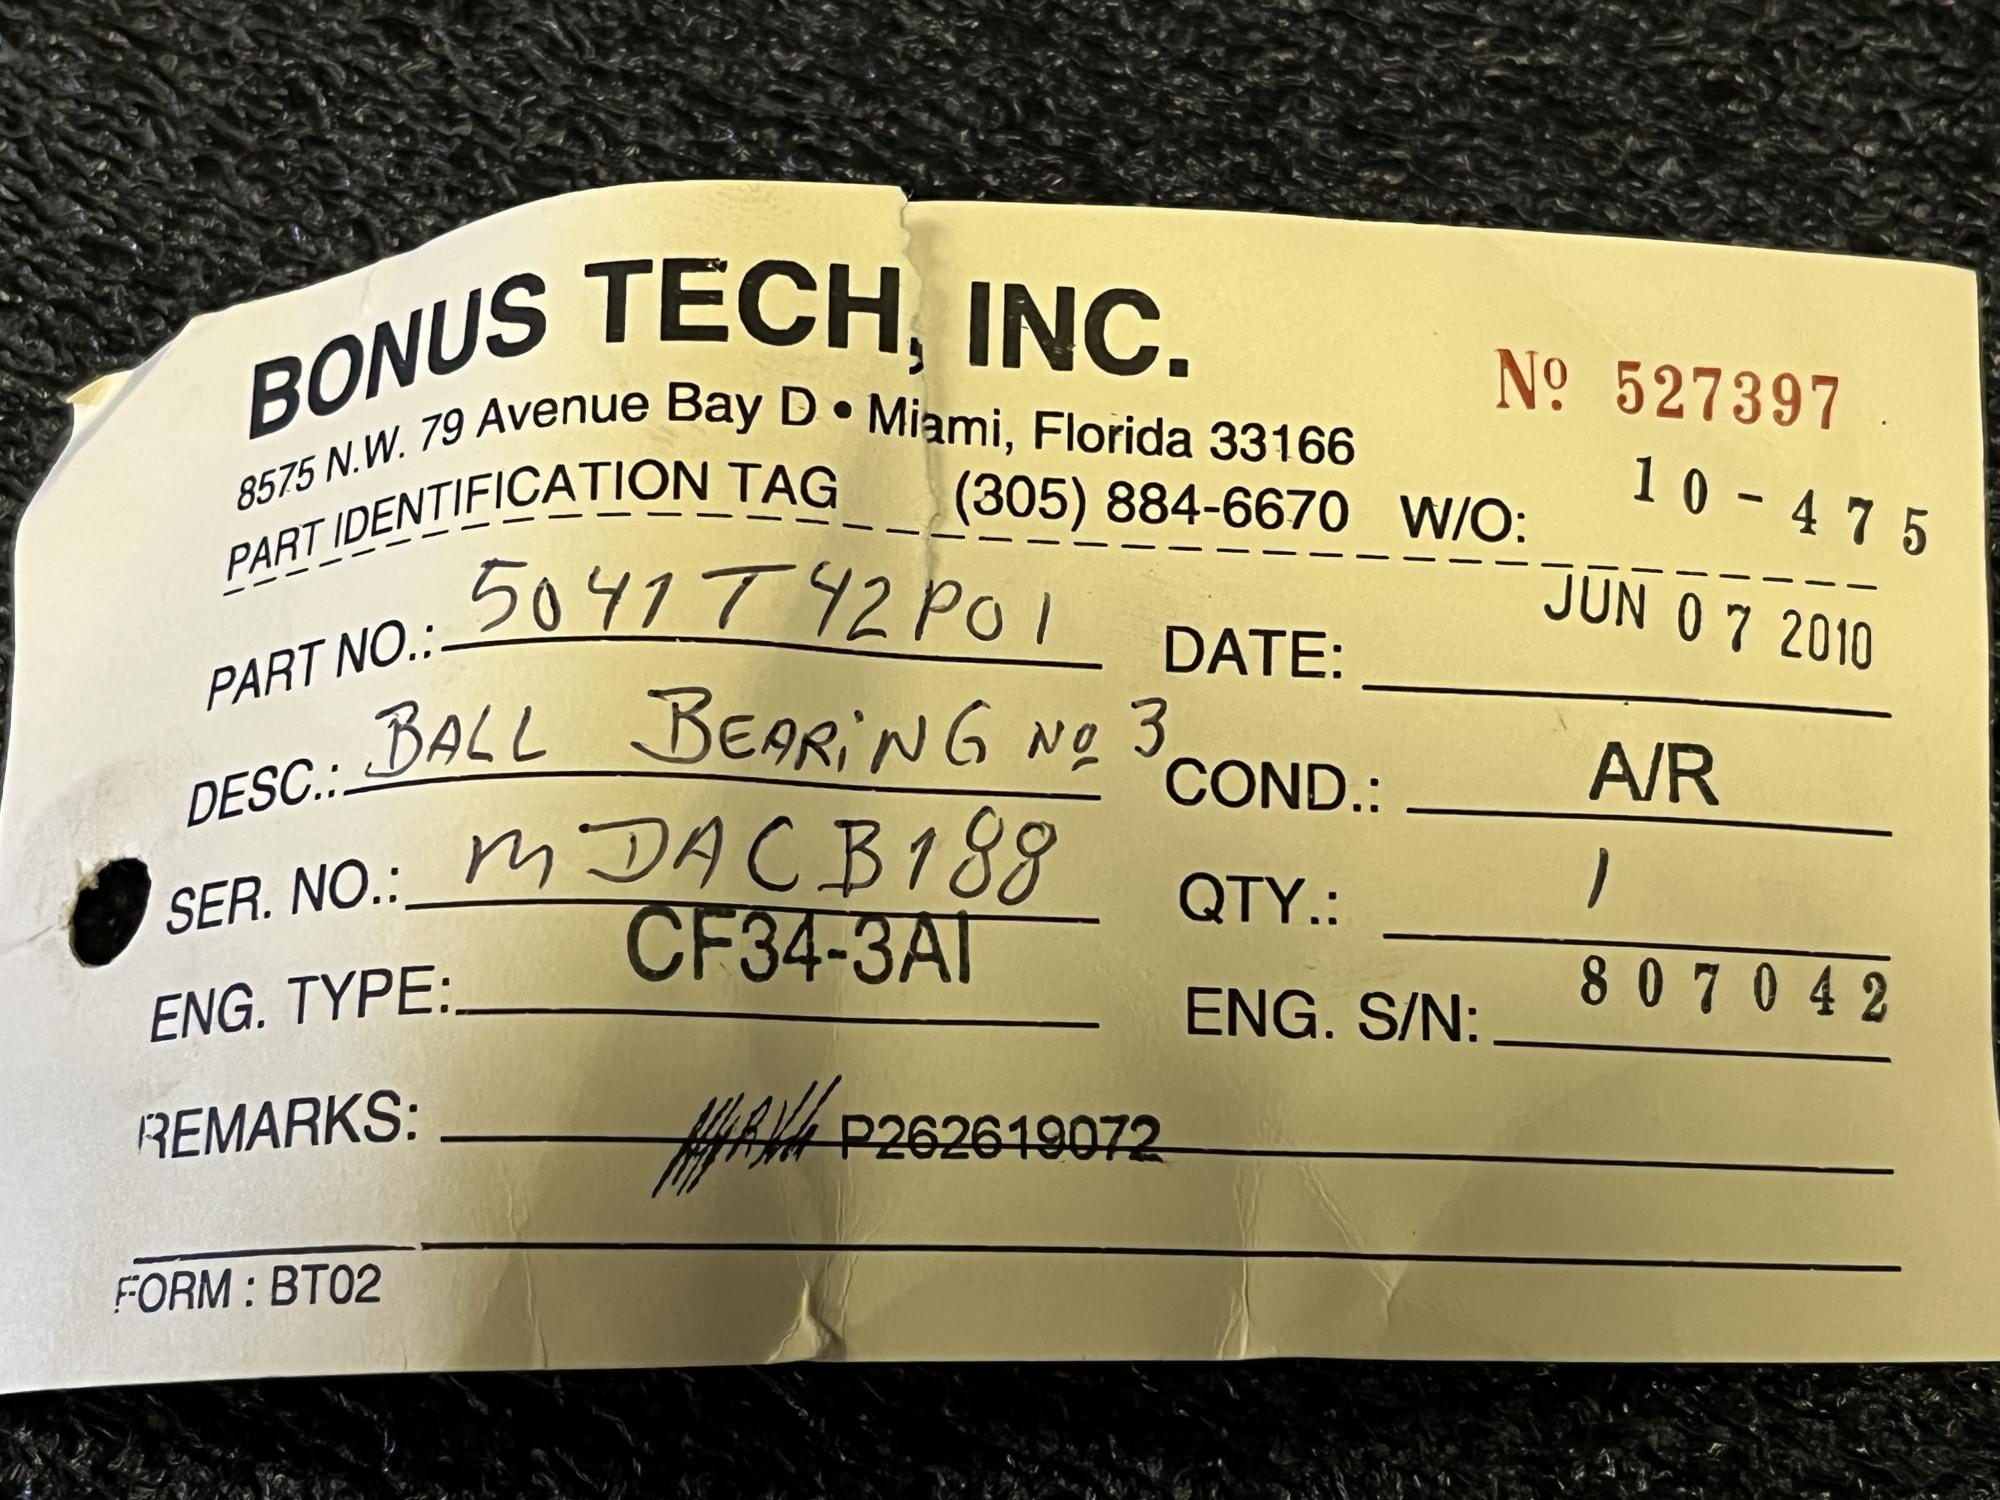 BONUS TECH, INC.
8575 N.W. 79 Avenue Bay D • Miami, Florida 33166
Nº 527397
PART IDENTIFICATION TAG (305) 884-6670 W/O: 10-475
PART NO.: 5041T42P01 DATE: JUN 07 2010
DESC.: BALL BEARING Nº 3 COND.: A/R
SER. NO.: MDACB188 QTY.: 1
ENG. TYPE: CF34-3A1 ENG. S/N: 807042
REMARKS: P262619072
FORM : BT02